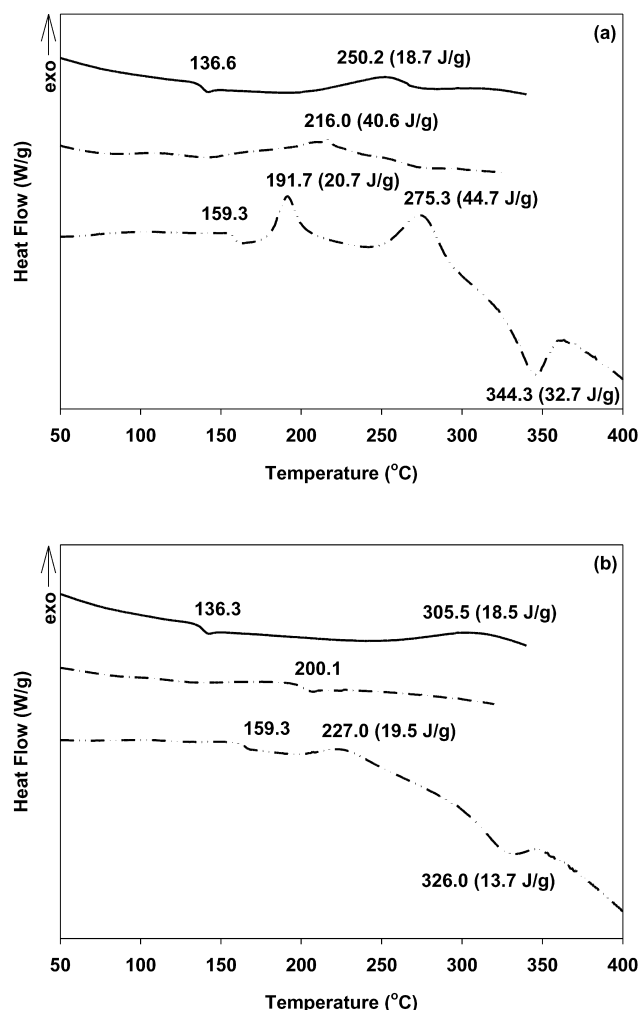 (a)
exo
136.6
250.2 (18.7 J/g)
216.0 (40.6 J/g)
191.7 (20.7 J/g)
159.3
275.3 (44.7 J/g)
344.3 (32.7 J/g)
Heat Flow (W/g)
50 100 150 200 250 300 350 400
Temperature (°C)
(b)
exo
136.3
305.5 (18.5 J/g)
200.1
159.3
227.0 (19.5 J/g)
326.0 (13.7 J/g)
Heat Flow (W/g)
50 100 150 200 250 300 350 400
Temperature (°C)